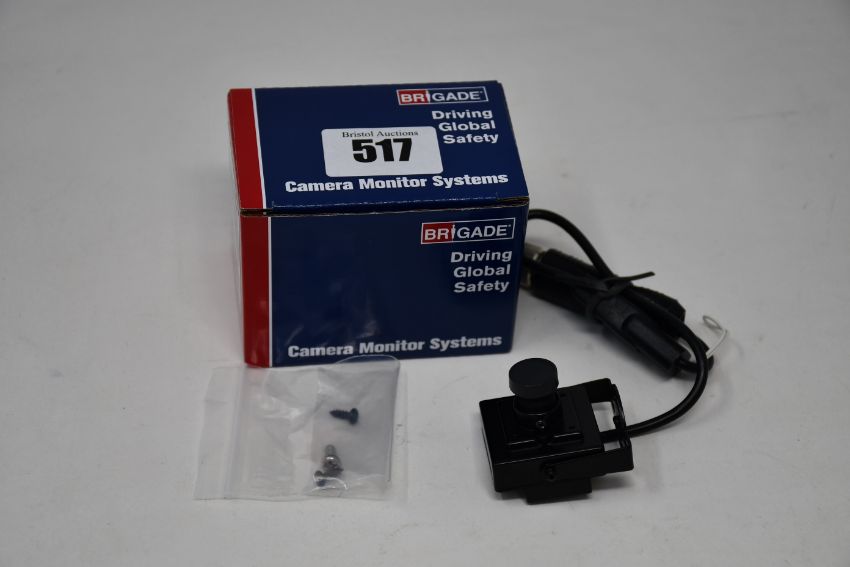 BRIGADE
Driving
Global
Safety
Bristol Auctions
517
Camera Monitor Systems
BRIGADE
Driving
Global
Safety
Camera Monitor Systems